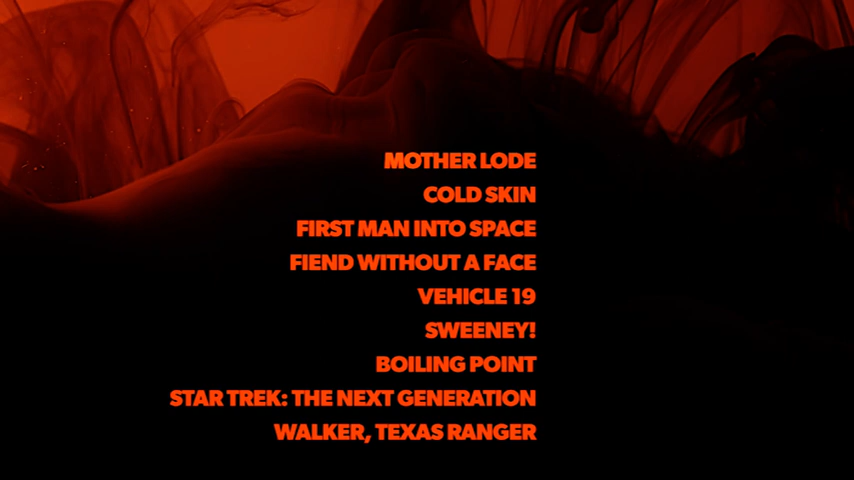 MOTHER LODE
COLD SKIN
FIRST MAN INTO SPACE
FIEND WITHOUT A FACE
VEHICLE 19
SWEENEY!
BOILING POINT
STAR TREK: THE NEXT GENERATION
WALKER, TEXAS RANGER